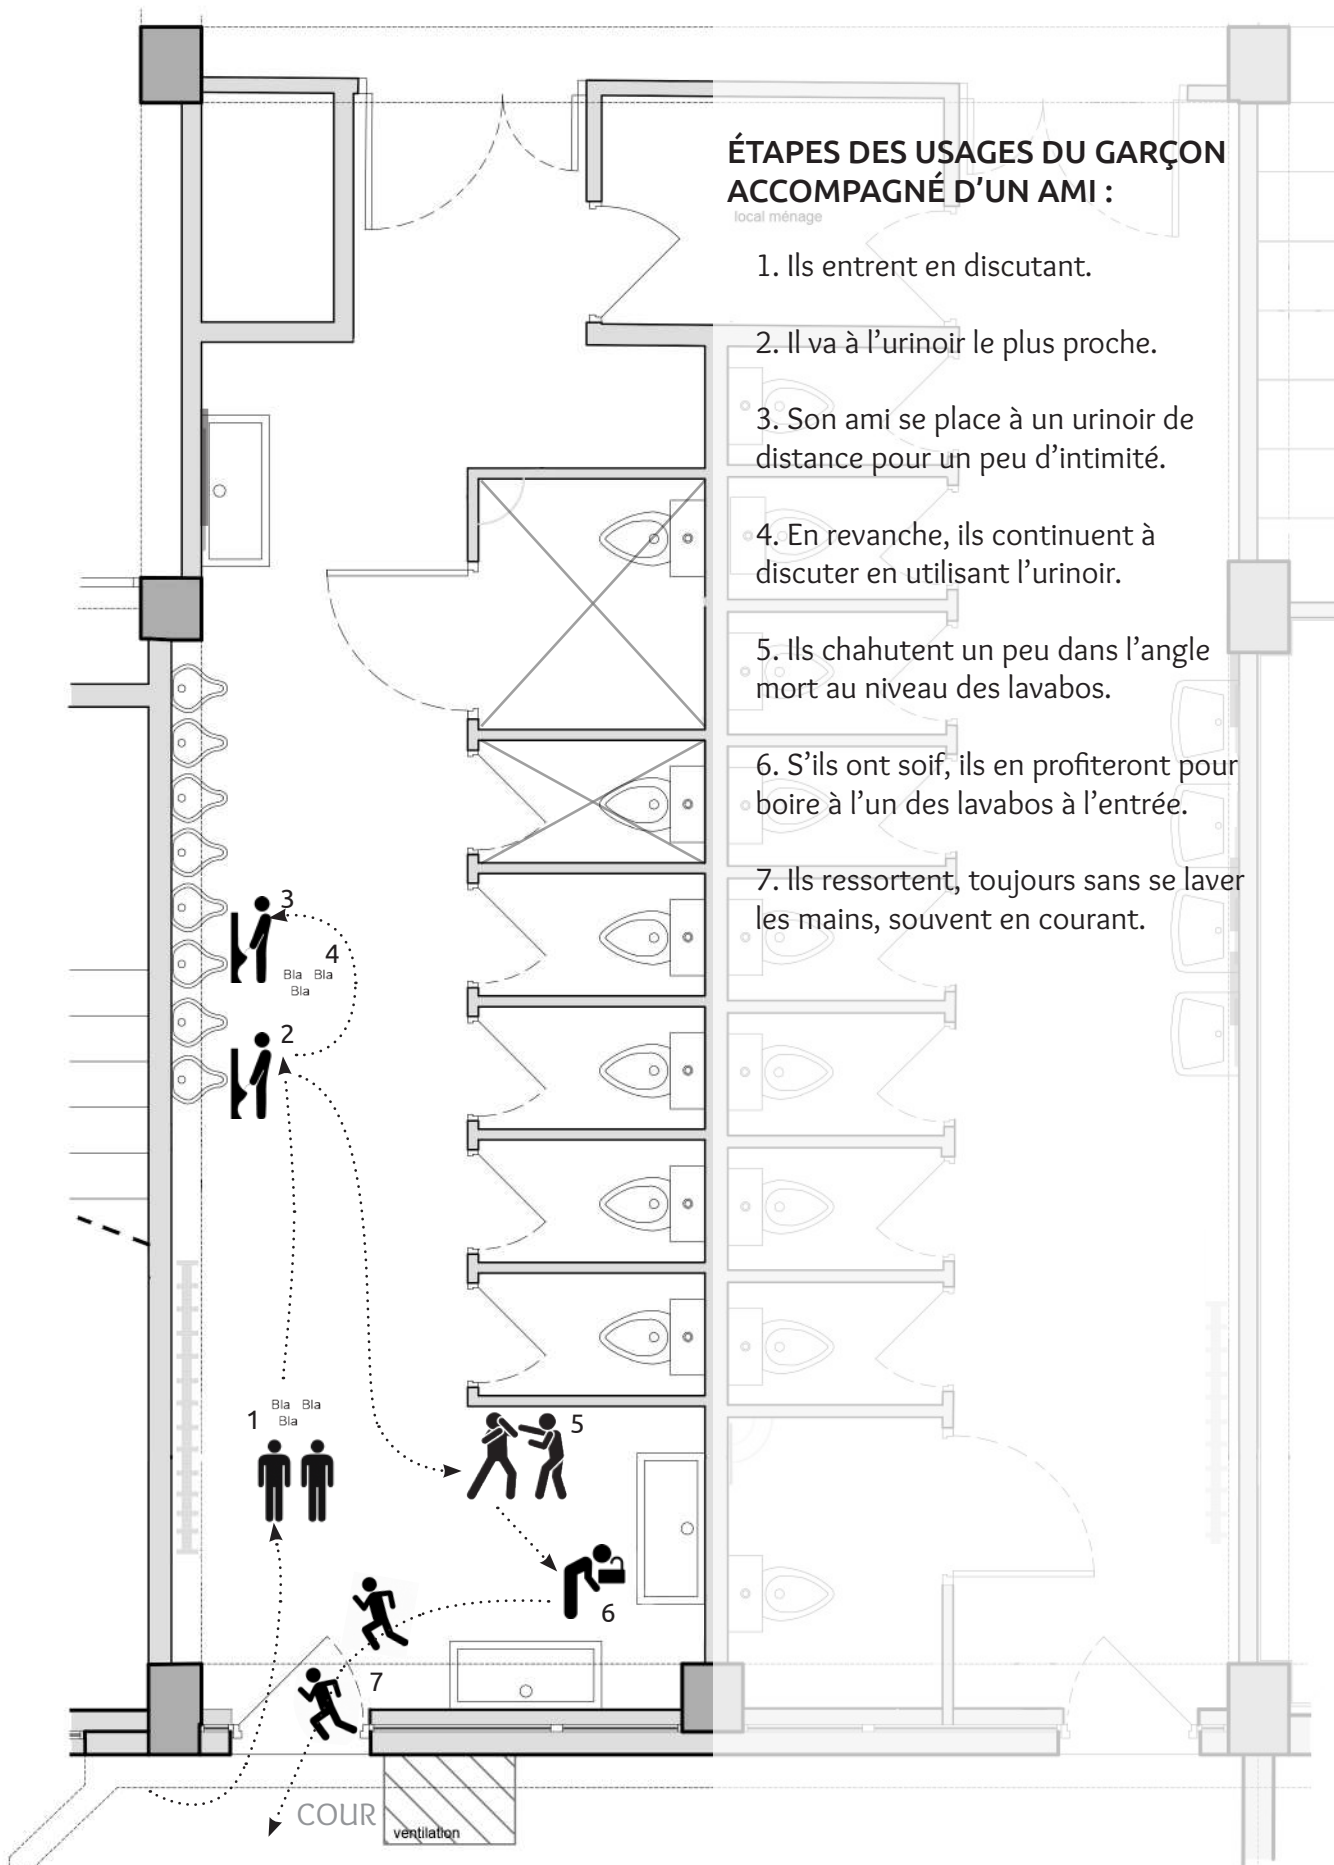 ÉTAPES DES USAGES DU GARÇON
ACCOMPAGNÉ D’UN AMI :
local ménage
1. Ils entrent en discutant.
2. Il va à l’urinoir le plus proche.
3. Son ami se place à un urinoir de
distance pour un peu d’intimité.
4. En revanche, ils continuent à
discuter en utilisant l’urinoir.
5. Ils chahutent un peu dans l’angle
mort au niveau des lavabos.
6. S’ils ont soif, ils en profiteront pour
boire à l’un des lavabos à l’entrée.
7. Ils ressortent, toujours sans se laver
les mains, souvent en courant.
3
4
Bla Bla
Bla
2
Bla Bla
1 Bla
5
6
7
COUR
ventilation